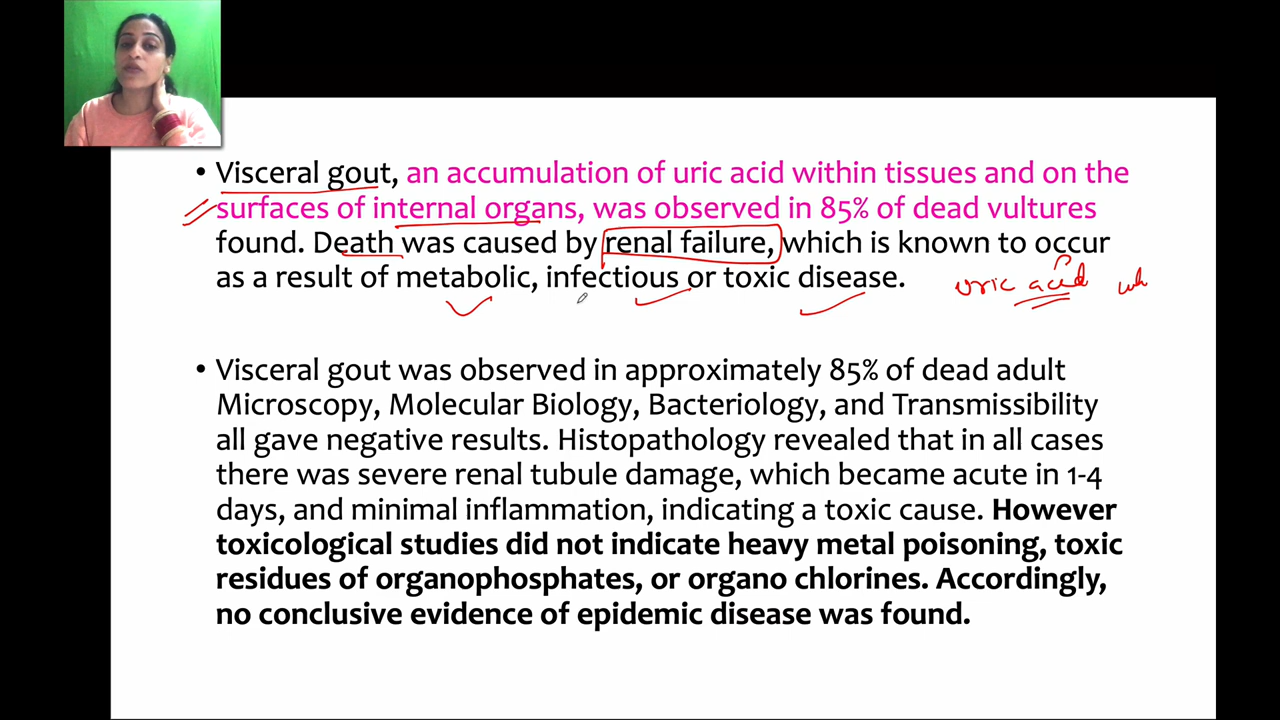 • Visceral gout, an accumulation of uric acid within tissues and on the
surfaces of internal organs, was observed in 85% of dead vultures
found. Death was caused by renal failure, which is known to occur
as a result of metabolic, infectious or toxic disease.
uric acid wh
• Visceral gout was observed in approximately 85% of dead adult
Microscopy, Molecular Biology, Bacteriology, and Transmissibility
all gave negative results. Histopathology revealed that in all cases
there was severe renal tubule damage, which became acute in 1-4
days, and minimal inflammation, indicating a toxic cause. However
toxicological studies did not indicate heavy metal poisoning, toxic
residues of organophosphates, or organo chlorines. Accordingly,
no conclusive evidence of epidemic disease was found.